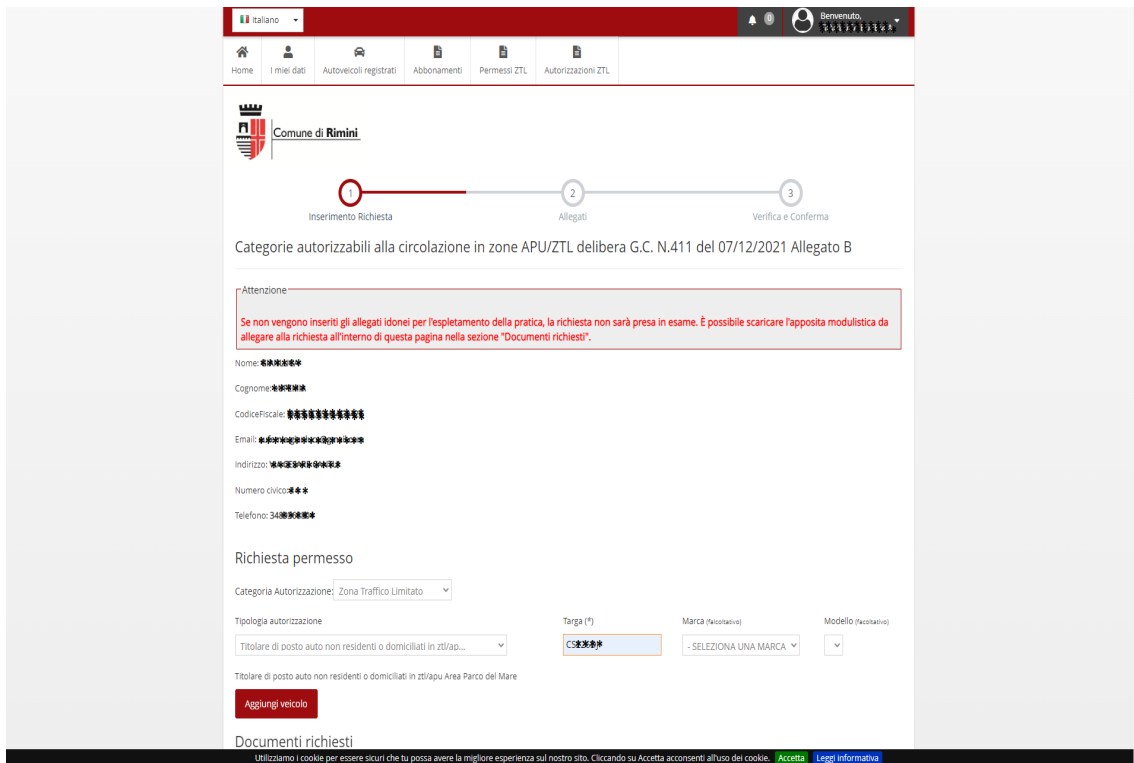 Italiano
0
Benvenuto,
Home
I miei dati
Autoveicoli registrati
Abbonamenti
Permessi ZTL
Autorizzazioni ZTL
Comune di Rimini
1
2
3
Inserimento Richiesta
Allegati
Verifica e Conferma
Categorie autorizzabili alla circolazione in zone APU/ZTL delibera G.C. N.411 del 07/12/2021 Allegato B
Attenzione
Se non vengono inseriti gli allegati idonei per l'espletamento della pratica, la richiesta non sarà presa in esame. È possibile scaricare l'apposita modulistica da
allegare alla richiesta all'interno di questa pagina nella sezione "Documenti richiesti".
Nome:
Cognome:
CodiceFiscale:
Email:
Indirizzo:
Numero civico:
Telefono:
Richiesta permesso
Categoria Autorizzazione: Zona Traffico Limitato
Tipologia autorizzazione
Targa (*)
Marca (facoltativo)
Modello (facoltativo)
Titolare di posto auto non residenti o domiciliati in ztl/ap...
- SELEZIONA UNA MARCA
Titolare di posto auto non residenti o domiciliati in ztl/apu Area Parco del Mare
Aggiungi veicolo
Documenti richiesti
Utilizziamo i cookie per essere sicuri che tu possa avere la migliore esperienza sul nostro sito. Cliccando su Accetta acconsenti all'uso dei cookie. Accetta Leggi informativa